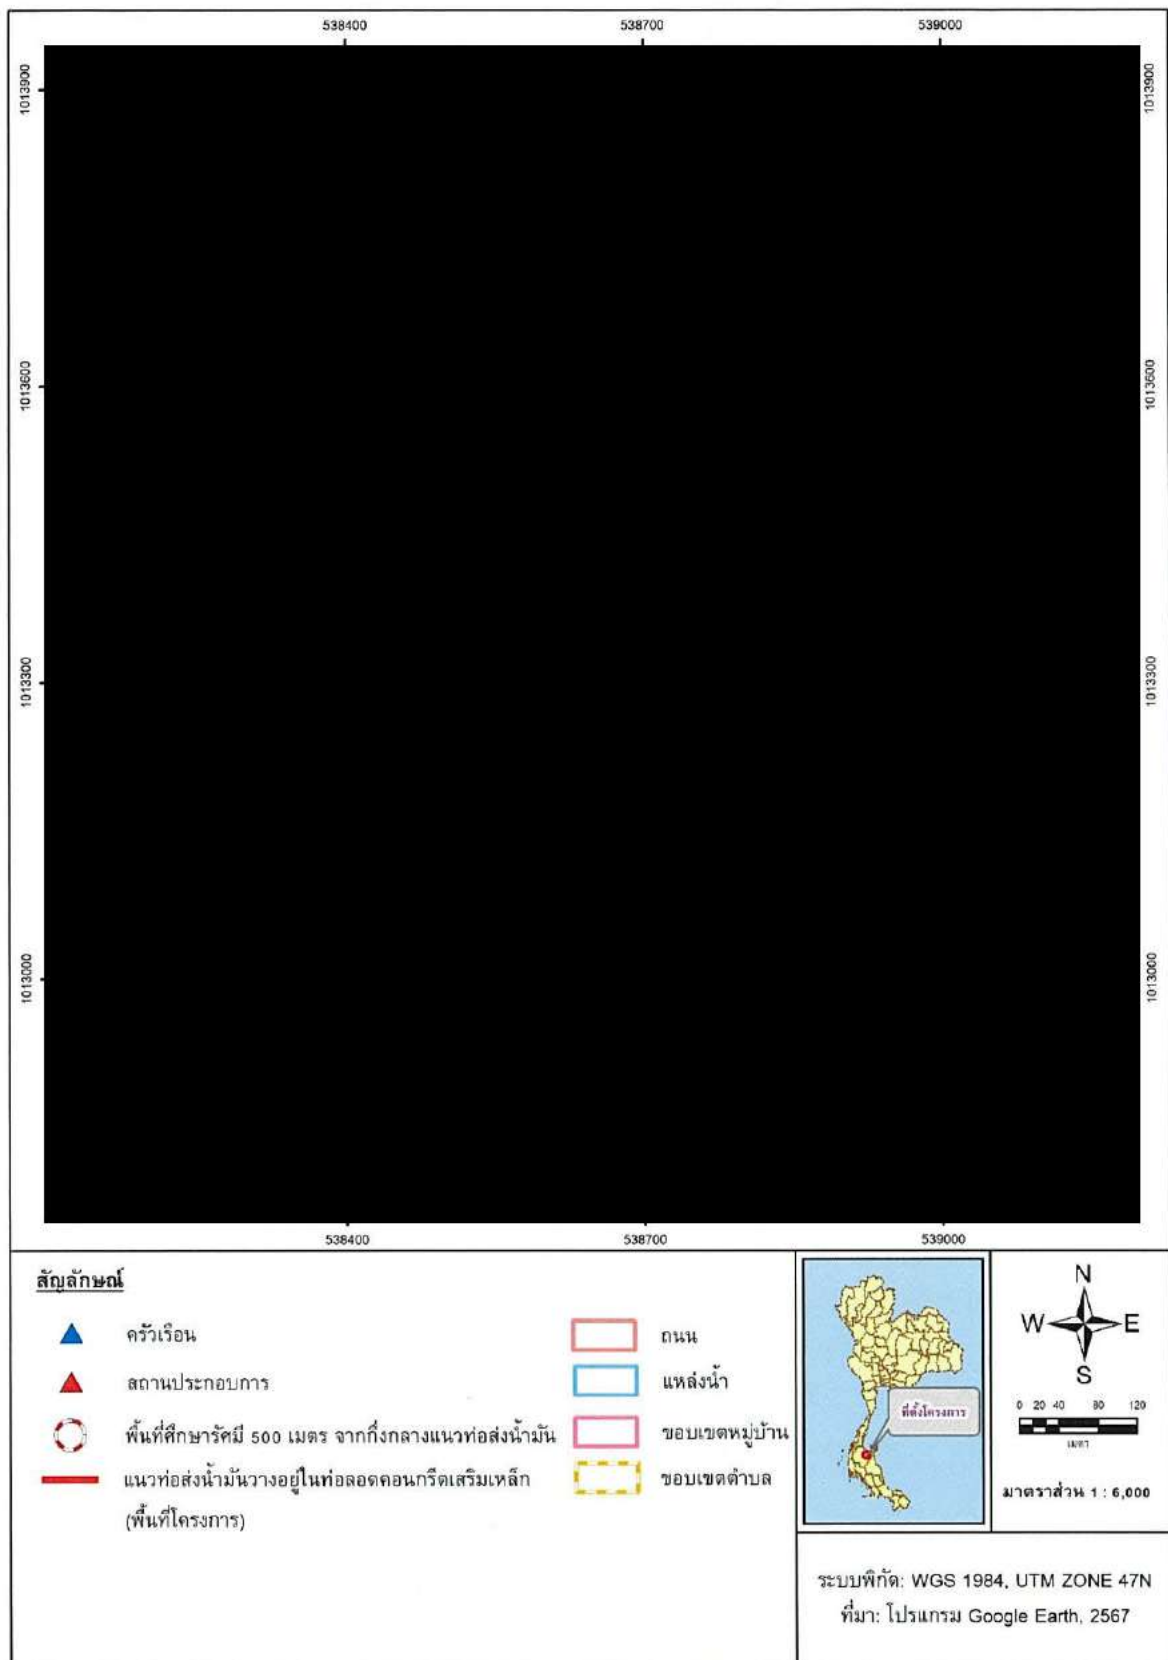 538400 538700 539000
1013900 1013900
1013600 1013600
1013300 1013300
1013000 1013000
538400 538700 539000
สัญลักษณ์
ครัวเรือน
สถานประกอบการ
พื้นที่ศึกษารัศมี 500 เมตร จากกึ่งกลางแนวท่อส่งน้ำมัน
แนวท่อส่งน้ำมันวางอยู่ในท่อลอดคอนกรีตเสริมเหล็ก
(พื้นที่โครงการ)
ถนน
แหล่งน้ำ
ขอบเขตหมู่บ้าน
ขอบเขตตำบล
ที่ตั้งโครงการ
N
W E
S
0 20 40 80 120
เมตร
มาตราส่วน 1 : 6,000
ระบบพิกัด: WGS 1984, UTM ZONE 47N
ที่มา: โปรแกรม Google Earth, 2567